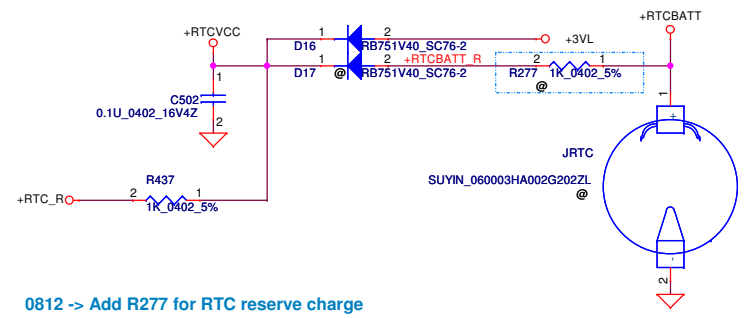 +RTCVCC
1
D16
2
RB751V40_SC76-2
+3VL
+RTCBATT
1
D17
@
2
RB751V40_SC76-2
+RTCBATT_R
2
R277
1
1K_0402_5%
@
1
C502
0.1U_0402_16V4Z
2
1
+
JRTC
SUYIN_060003HA002G202ZL
@
-
2
R437
+RTC_R
2
1
1K_0402_5%
0812 -> Add R277 for RTC reserve charge